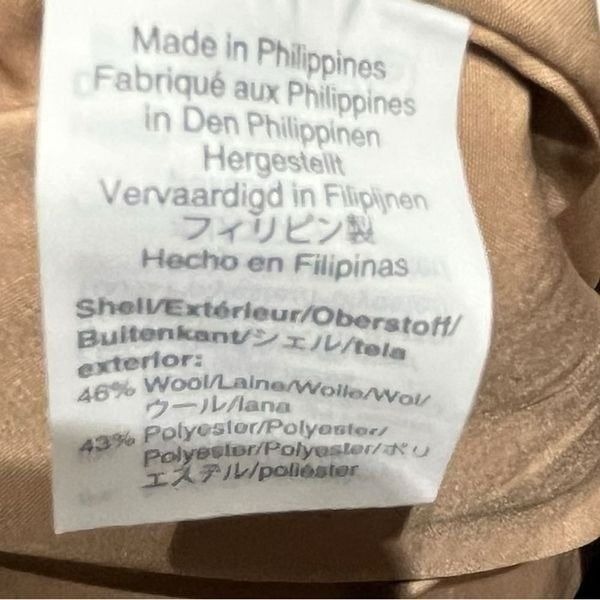 Made in Philippines
Fabriqué aux Philippines
in Den Philippinen
Hergestellt
Vervaardigd in Filipijnen
フィリピン製
Hecho en Filipinas
Shell/Extérieur/Oberstoff/
Buitenkant/シェル/tela
exterior:
46% Wool/Laine/Wolle/Wol/
ウール/lana
43% Polyester/Polyester/
Polyester/Polyester/ポリ
エステル/poliéster